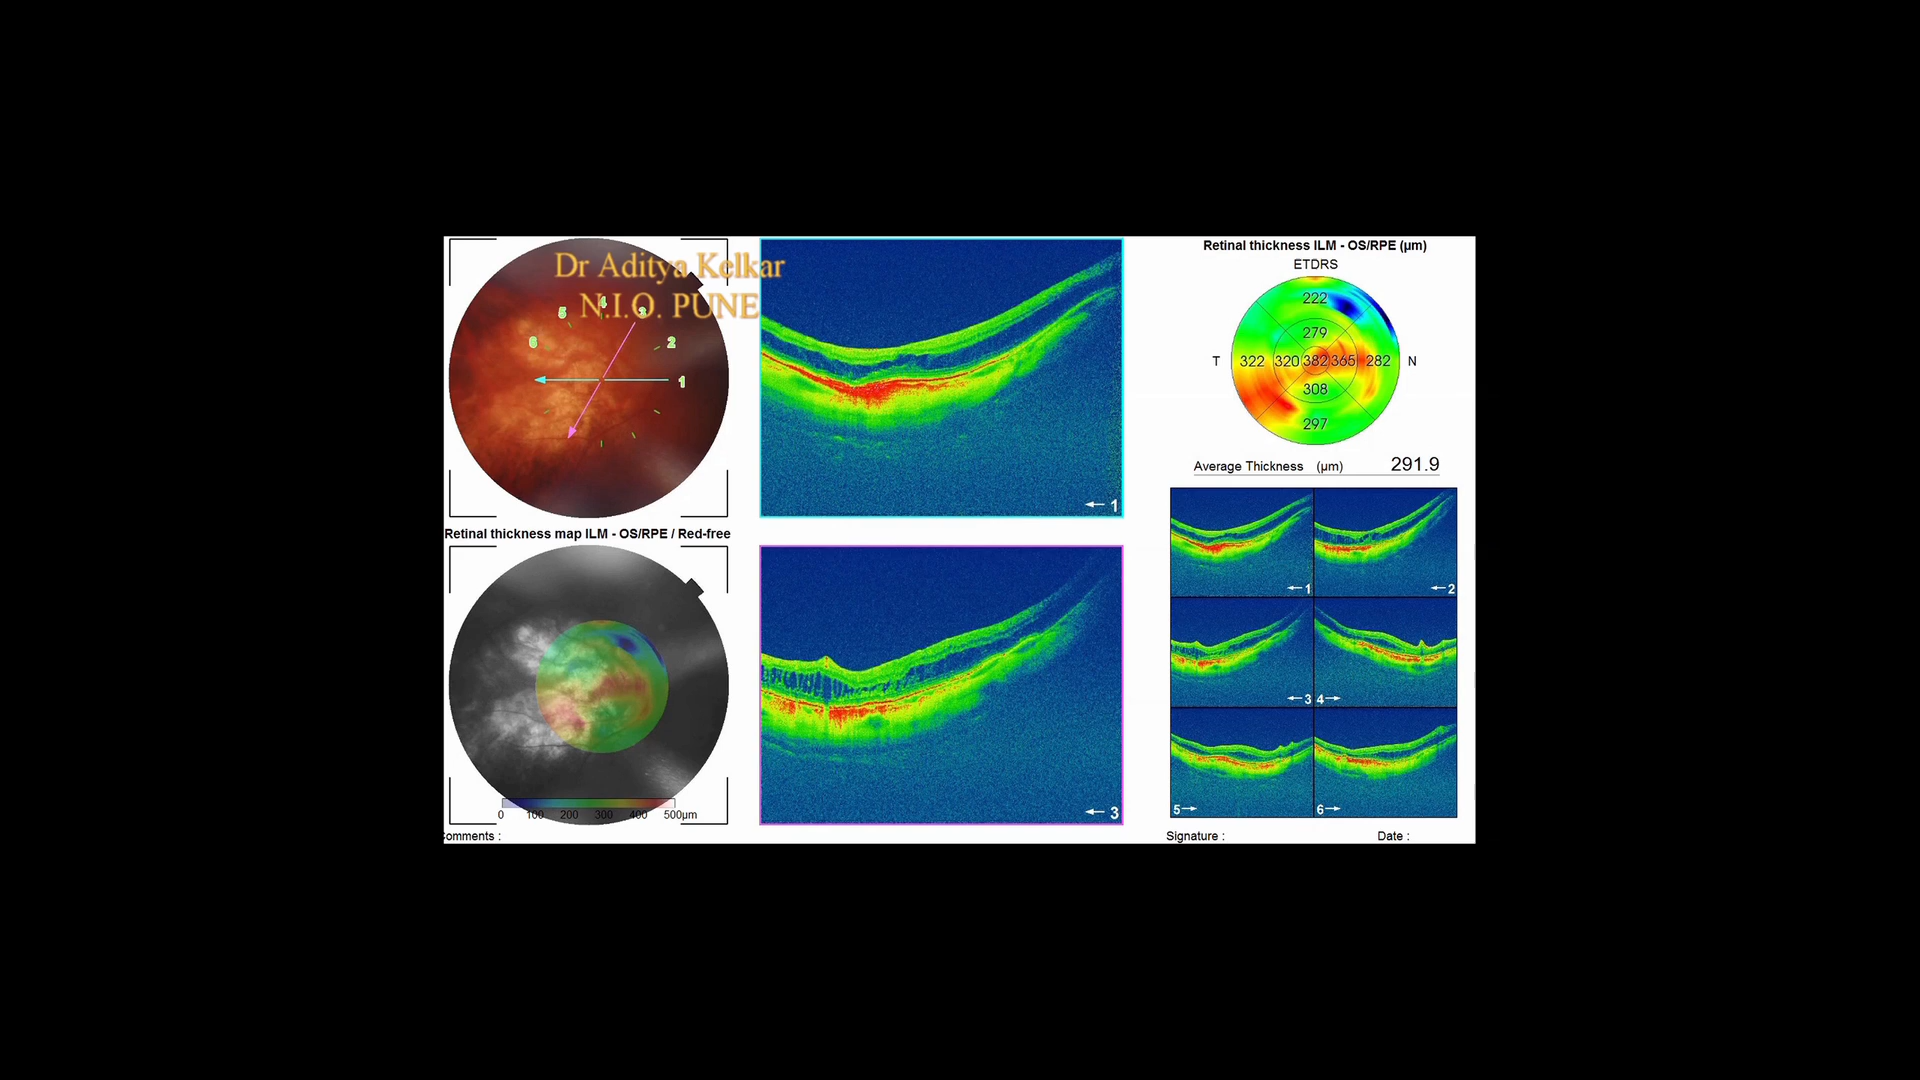 Dr Aditya Kelkar
N.I.O. PUNE
4
5
3
6
2
1
Retinal thickness map ILM - OS/RPE / Red-free
0 100 200 300 400 500µm
omments :
1
3
Retinal thickness ILM - OS/RPE (µm)
ETDRS
222
279
T 322 320 382 365 282 N
308
297
Average Thickness (µm) 291.9
1
2
3
4
5
6
Signature :
Date :